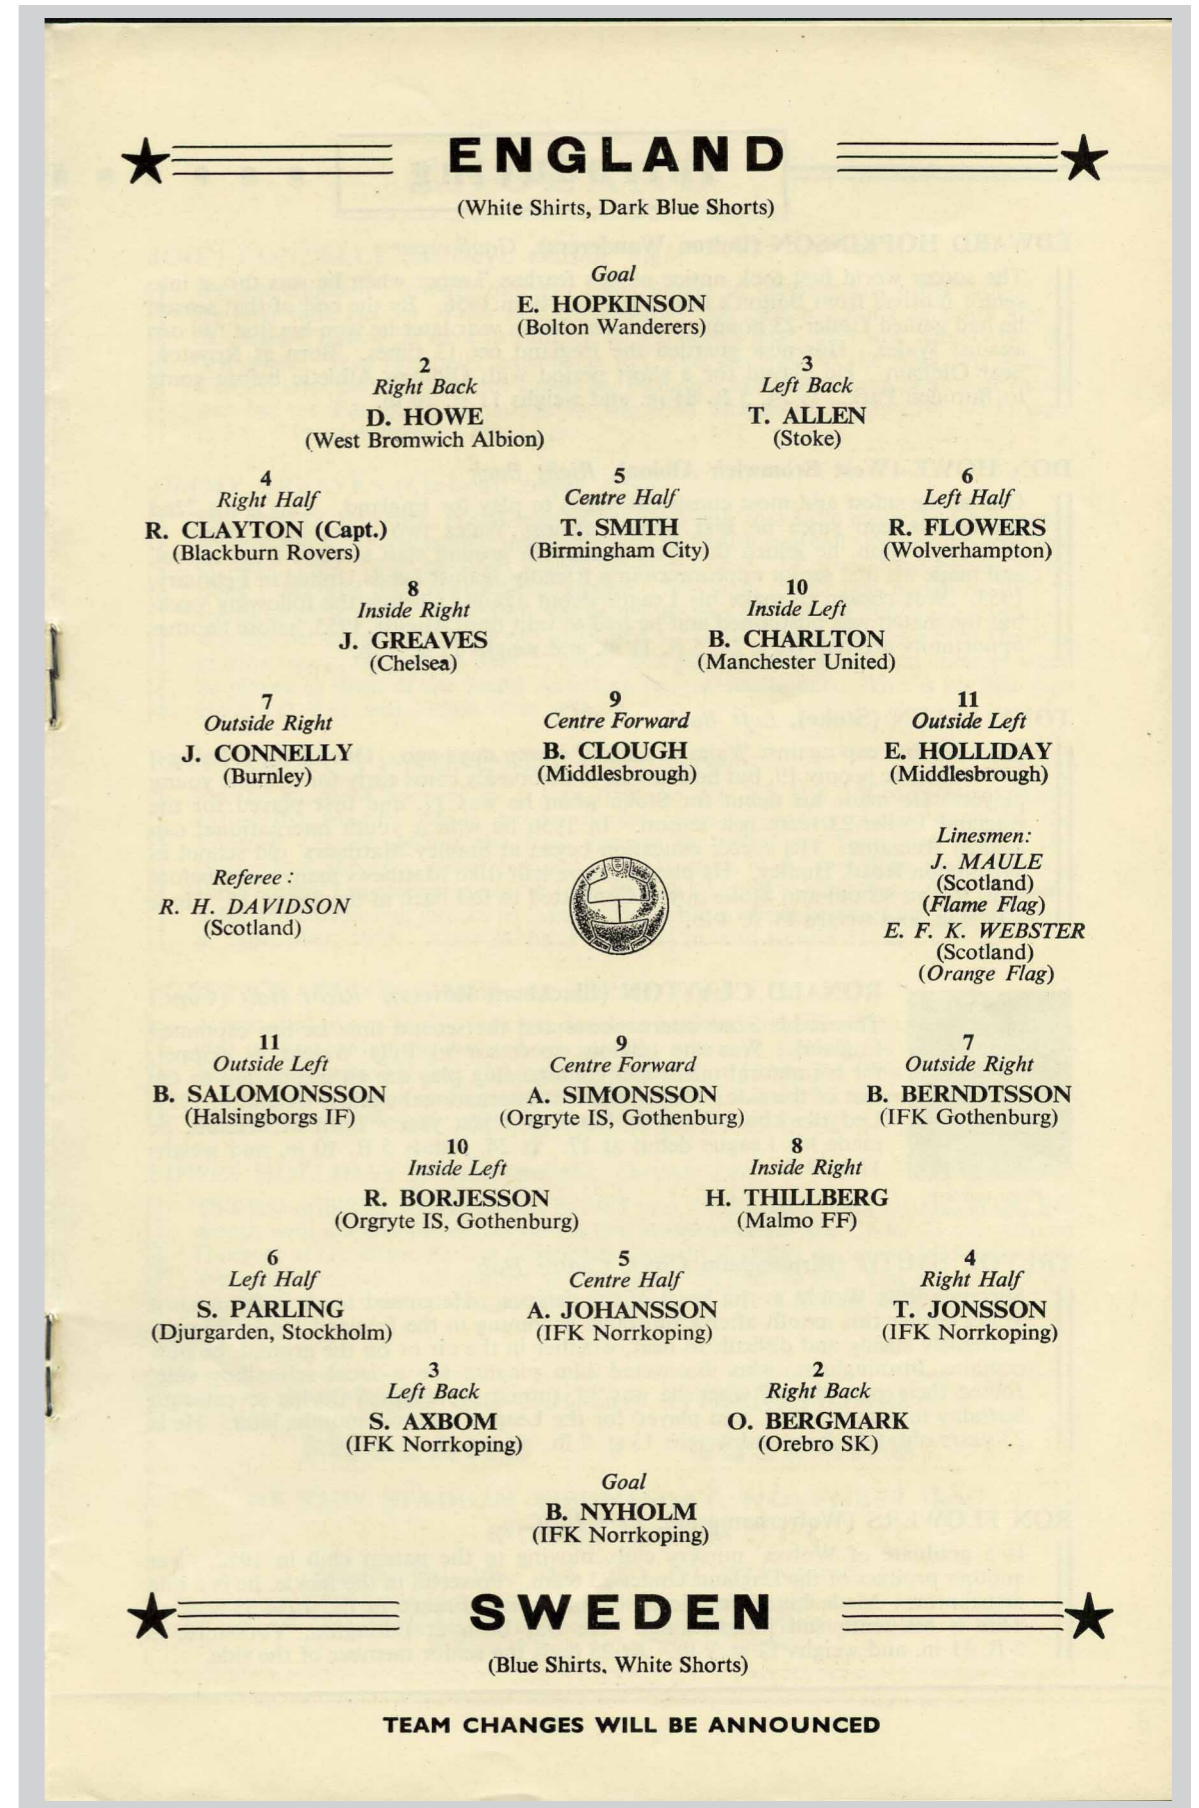 ENGLAND
(White Shirts, Dark Blue Shorts)
Goal
E. HOPKINSON
(Bolton Wanderers)
2
Right Back
D. HOWE
(West Bromwich Albion)
3
Left Back
T. ALLEN
(Stoke)
4
Right Half
R. CLAYTON (Capt.)
(Blackburn Rovers)
5
Centre Half
T. SMITH
(Birmingham City)
6
Left Half
R. FLOWERS
(Wolverhampton)
8
Inside Right
J. GREAVES
(Chelsea)
10
Inside Left
B. CHARLTON
(Manchester United)
7
Outside Right
J. CONNELLY
(Burnley)
9
Centre Forward
B. CLOUGH
(Middlesbrough)
11
Outside Left
E. HOLLIDAY
(Middlesbrough)
Referee :
R. H. DAVIDSON
(Scotland)
Linesmen:
J. MAULE
(Scotland)
(Flame Flag)
E. F. K. WEBSTER
(Scotland)
(Orange Flag)
11
Outside Left
B. SALOMONSSON
(Halsingborgs IF)
9
Centre Forward
A. SIMONSSON
(Orgryte IS, Gothenburg)
7
Outside Right
B. BERNDTSSON
(IFK Gothenburg)
10
Inside Left
R. BORJESSON
(Orgryte IS, Gothenburg)
8
Inside Right
H. THILLBERG
(Malmo FF)
6
Left Half
S. PARLING
(Djurgarden, Stockholm)
5
Centre Half
A. JOHANSSON
(IFK Norrkoping)
4
Right Half
T. JONSSON
(IFK Norrkoping)
3
Left Back
S. AXBOM
(IFK Norrkoping)
2
Right Back
O. BERGMARK
(Orebro SK)
Goal
B. NYHOLM
(IFK Norrkoping)
SWEDEN
(Blue Shirts, White Shorts)
TEAM CHANGES WILL BE ANNOUNCED